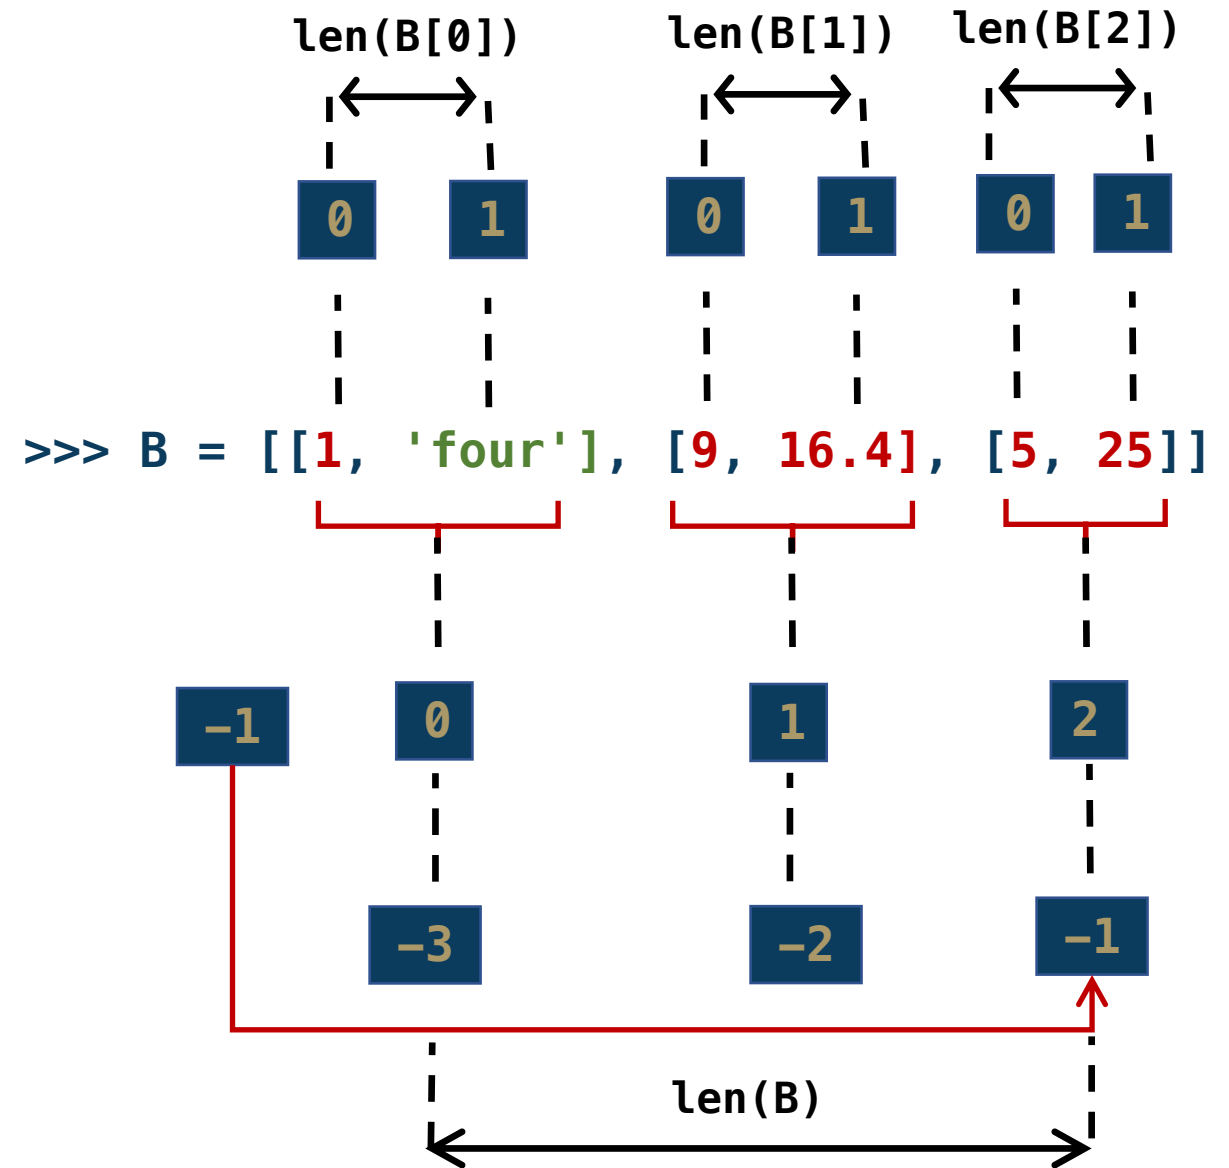 len(B[0]) len(B[1]) len(B[2])
0 1 0 1 0 1
>>> B = [[1, 'four'], [9, 16.4], [5, 25]]
−1 0 1 2
−3 −2 −1
len(B)